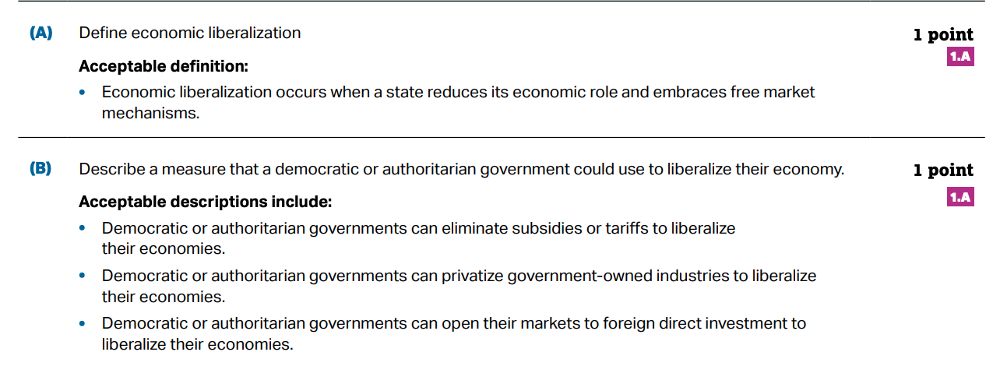 (A) Define economic liberalization 1 point
1.A
Acceptable definition:
• Economic liberalization occurs when a state reduces its economic role and embraces free market
mechanisms.
(B) Describe a measure that a democratic or authoritarian government could use to liberalize their economy. 1 point
1.A
Acceptable descriptions include:
• Democratic or authoritarian governments can eliminate subsidies or tariffs to liberalize
their economies.
• Democratic or authoritarian governments can privatize government-owned industries to liberalize
their economies.
• Democratic or authoritarian governments can open their markets to foreign direct investment to
liberalize their economies.